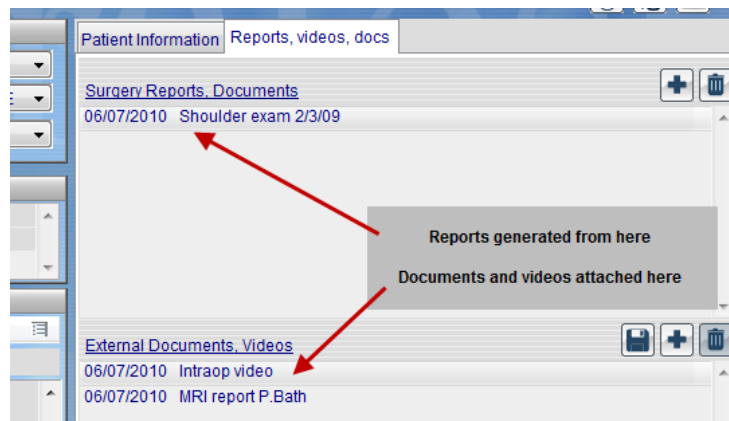 Patient Information
Reports, videos, docs
Surgery Reports, Documents
06/07/2010 Shoulder exam 2/3/09
Reports generated from here
Documents and videos attached here
External Documents, Videos
06/07/2010 Intraop video
06/07/2010 MRI report P.Bath